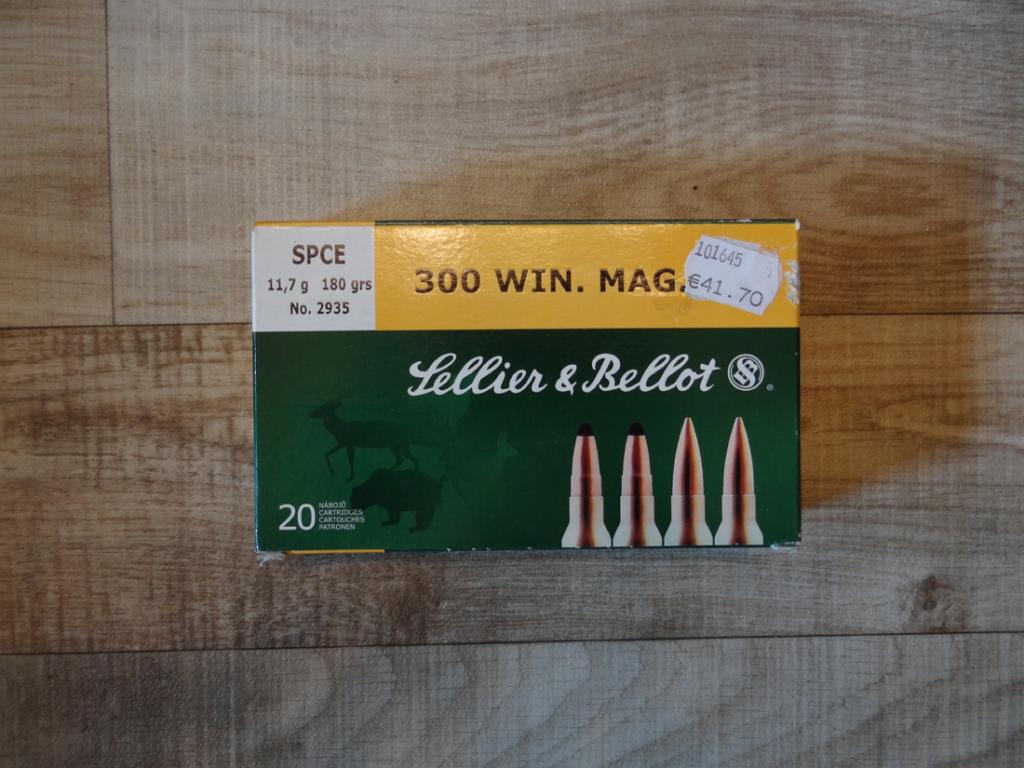 SPCE
11,7 g 180 grs
No. 2935
300 WIN. MAG.
101645
€41.70
Sellier & Bellot
SB
®
20
NÁBOJŮ
CARTRIDGES
CARTOUCHES
PATRONEN